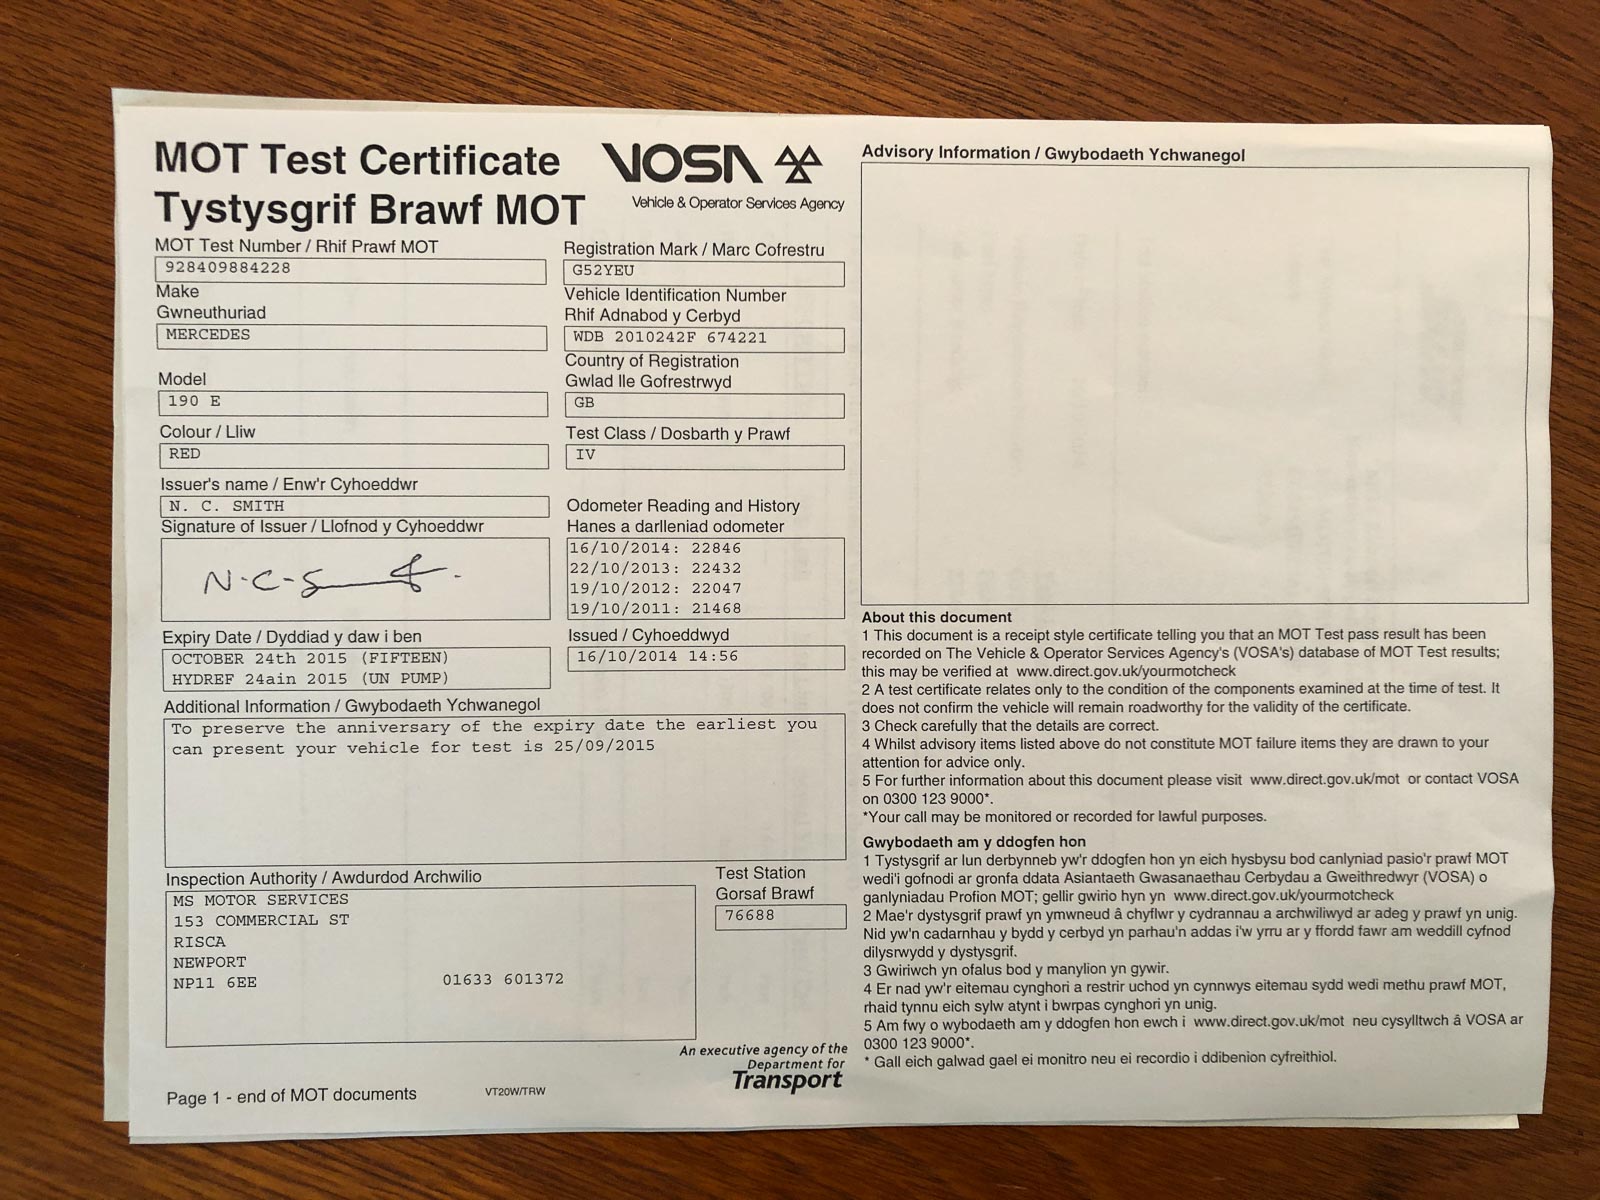 MOT Test Certificate
Tystysgrif Brawf MOT
VOSA
Vehicle & Operator Services Agency
MOT Test Number / Rhif Prawf MOT
928409884228
Make
Gwneuthuriad
MERCEDES
Model
190 E
Colour / Lliw
RED
Issuer's name / Enw'r Cyhoeddwr
N. C. SMITH
Signature of Issuer / Llofnod y Cyhoeddwr
Expiry Date / Dyddiad y daw i ben
OCTOBER 24th 2015 (FIFTEEN)
HYDREF 24ain 2015 (UN PUMP)
Registration Mark / Marc Cofrestru
G52YEU
Vehicle Identification Number
Rhif Adnabod y Cerbyd
WDB 2010242F 674221
Country of Registration
Gwlad lle Gofrestrwyd
GB
Test Class / Dosbarth y Prawf
IV
Odometer Reading and History
Hanes a darlleniad odometer
16/10/2014: 22846
22/10/2013: 22432
19/10/2012: 22047
19/10/2011: 21468
Issued / Cyhoeddwyd
16/10/2014 14:56
Additional Information / Gwybodaeth Ychwanegol
To preserve the anniversary of the expiry date the earliest you
can present your vehicle for test is 25/09/2015
Inspection Authority / Awdurdod Archwilio
MS MOTOR SERVICES
153 COMMERCIAL ST
RISCA
NEWPORT
NP11 6EE 01633 601372
Test Station
Gorsaf Brawf
76688
An executive agency of the
Department for
Transport
Page 1 - end of MOT documents
VT20W/TRW
Advisory Information / Gwybodaeth Ychwanegol
About this document
1 This document is a receipt style certificate telling you that an MOT Test pass result has been
recorded on The Vehicle & Operator Services Agency's (VOSA's) database of MOT Test results;
this may be verified at www.direct.gov.uk/yourmotcheck
2 A test certificate relates only to the condition of the components examined at the time of test. It
does not confirm the vehicle will remain roadworthy for the validity of the certificate.
3 Check carefully that the details are correct.
4 Whilst advisory items listed above do not constitute MOT failure items they are drawn to your
attention for advice only.
5 For further information about this document please visit www.direct.gov.uk/mot or contact VOSA
on 0300 123 9000*.
*Your call may be monitored or recorded for lawful purposes.
Gwybodaeth am y ddogfen hon
1 Tystysgrif ar lun derbynneb yw'r ddogfen hon yn eich hysbysu bod canlyniad pasio'r prawf MOT
wedi'i gofnodi ar gronfa ddata Asiantaeth Gwasanaethau Cerbydau a Gweithredwyr (VOSA) o
ganlyniadau Profion MOT; gellir gwirio hyn yn www.direct.gov.uk/yourmotcheck
2 Mae'r dystysgrif prawf yn ymwneud â chyflwr y cydrannau a archwiliwyd ar adeg y prawf yn unig.
Nid yw'n cadarnhau y bydd y cerbyd yn parhau'n addas i'w yrru ar y ffordd fawr am weddill cyfnod
dilysrwydd y dystysgrif.
3 Gwiriwch yn ofalus bod y manylion yn gywir.
4 Er nad yw'r eitemau cynghori a restrir uchod yn cynnwys eitemau sydd wedi methu prawf MOT,
rhaid tynnu eich sylw atynt i bwrpas cynghori yn unig.
5 Am fwy o wybodaeth am y ddogfen hon ewch i www.direct.gov.uk/mot neu cysylltwch â VOSA ar
0300 123 9000*.
* Gall eich galwad gael ei monitro neu ei recordio i ddibenion cyfreithiol.